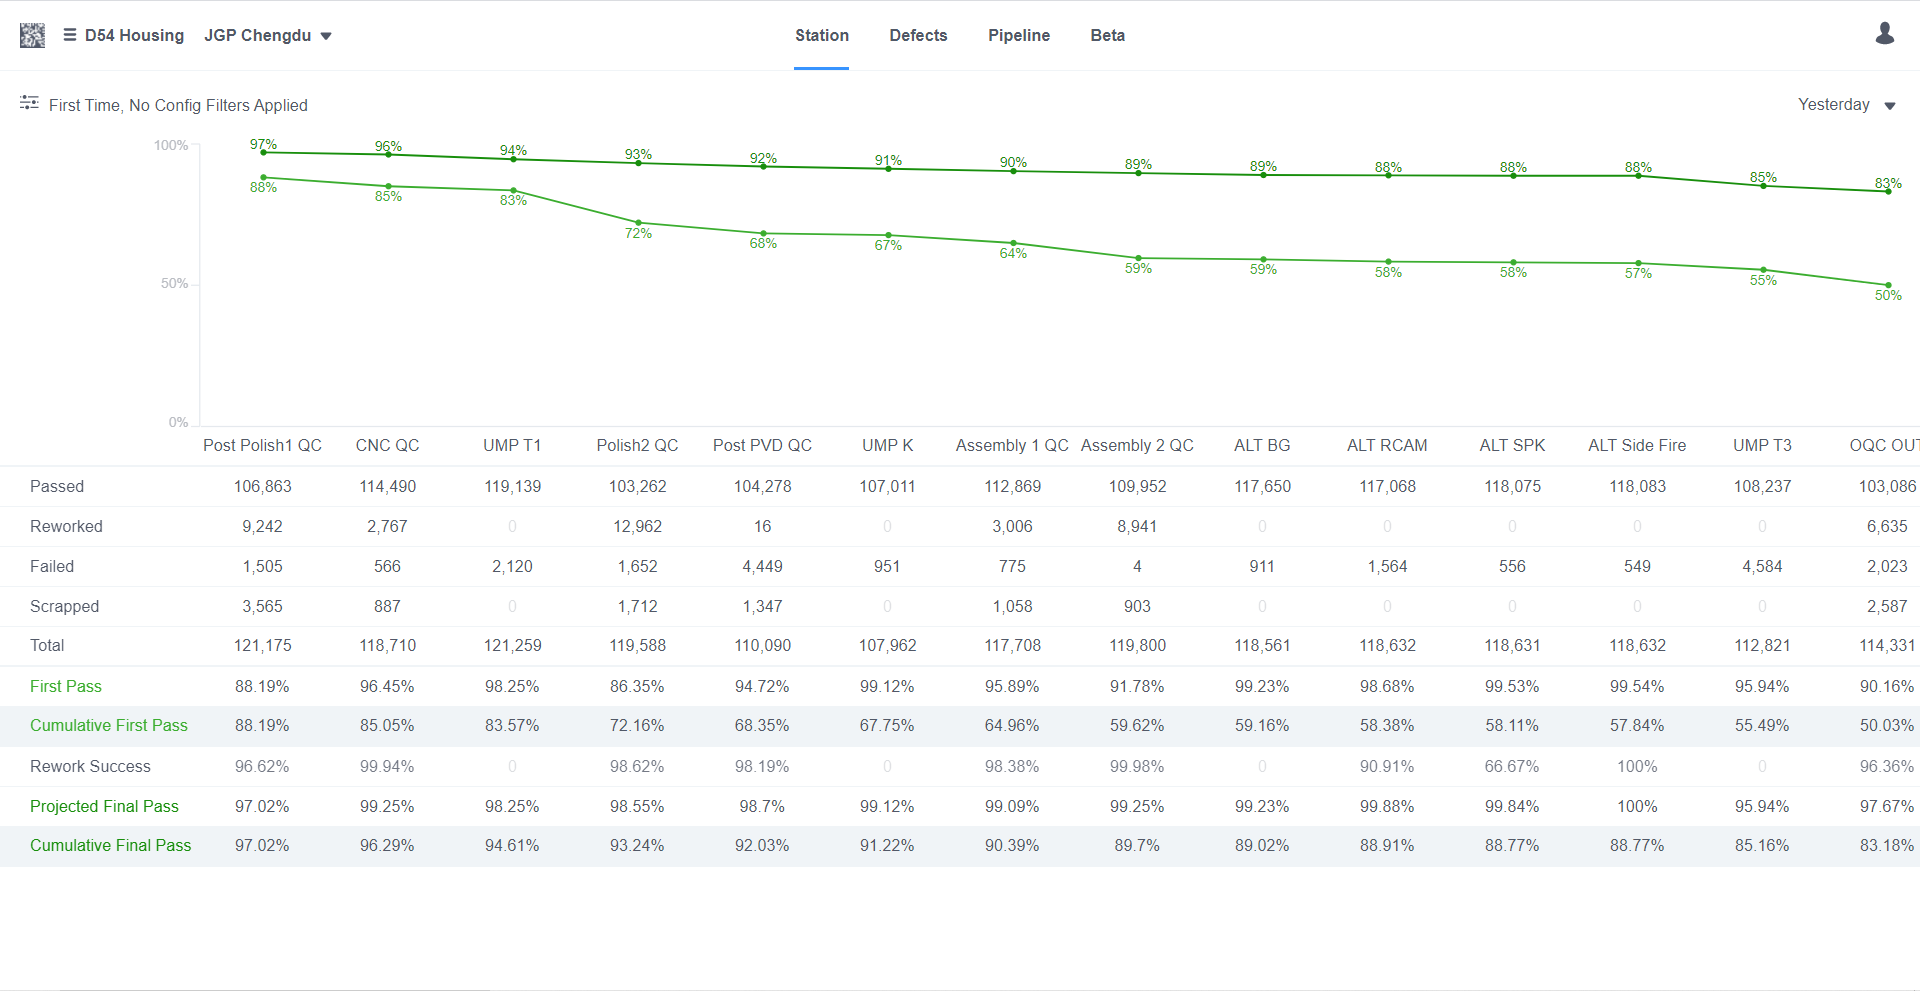 D54 Housing JGP Chengdu Station Defects Pipeline Beta
First Time, No Config Filters Applied Yesterday
100% 97% 96% 94% 93% 92% 91% 90% 89% 89% 88% 88% 88% 85% 83%
88% 85% 83% 72% 68% 67% 64% 59% 59% 58% 58% 57% 55% 50%
50%
0%
Post Polish1 QC CNC QC UMP T1 Polish2 QC Post PVD QC UMP K Assembly 1 QC Assembly 2 QC ALT BG ALT RCAM ALT SPK ALT Side Fire UMP T3 OQC OUT
Passed 106,863 114,490 119,139 103,262 104,278 107,011 112,869 109,952 117,650 117,068 118,075 118,083 108,237 103,086
Reworked 9,242 2,767 0 12,962 16 0 3,006 8,941 0 0 0 0 0 6,635
Failed 1,505 566 2,120 1,652 4,449 951 775 4 911 1,564 556 549 4,584 2,023
Scrapped 3,565 887 0 1,712 1,347 0 1,058 903 0 0 0 0 0 2,587
Total 121,175 118,710 121,259 119,588 110,090 107,962 117,708 119,800 118,561 118,632 118,631 118,632 112,821 114,331
First Pass 88.19% 96.45% 98.25% 86.35% 94.72% 99.12% 95.89% 91.78% 99.23% 98.68% 99.53% 99.54% 95.94% 90.16%
Cumulative First Pass 88.19% 85.05% 83.57% 72.16% 68.35% 67.75% 64.96% 59.62% 59.16% 58.38% 58.11% 57.84% 55.49% 50.03%
Rework Success 96.62% 99.94% 0 98.62% 98.19% 0 98.38% 99.98% 0 90.91% 66.67% 100% 0 96.36%
Projected Final Pass 97.02% 99.25% 98.25% 98.55% 98.7% 99.12% 99.09% 99.25% 99.23% 99.88% 99.84% 100% 95.94% 97.67%
Cumulative Final Pass 97.02% 96.29% 94.61% 93.24% 92.03% 91.22% 90.39% 89.7% 89.02% 88.91% 88.77% 88.77% 85.16% 83.18%